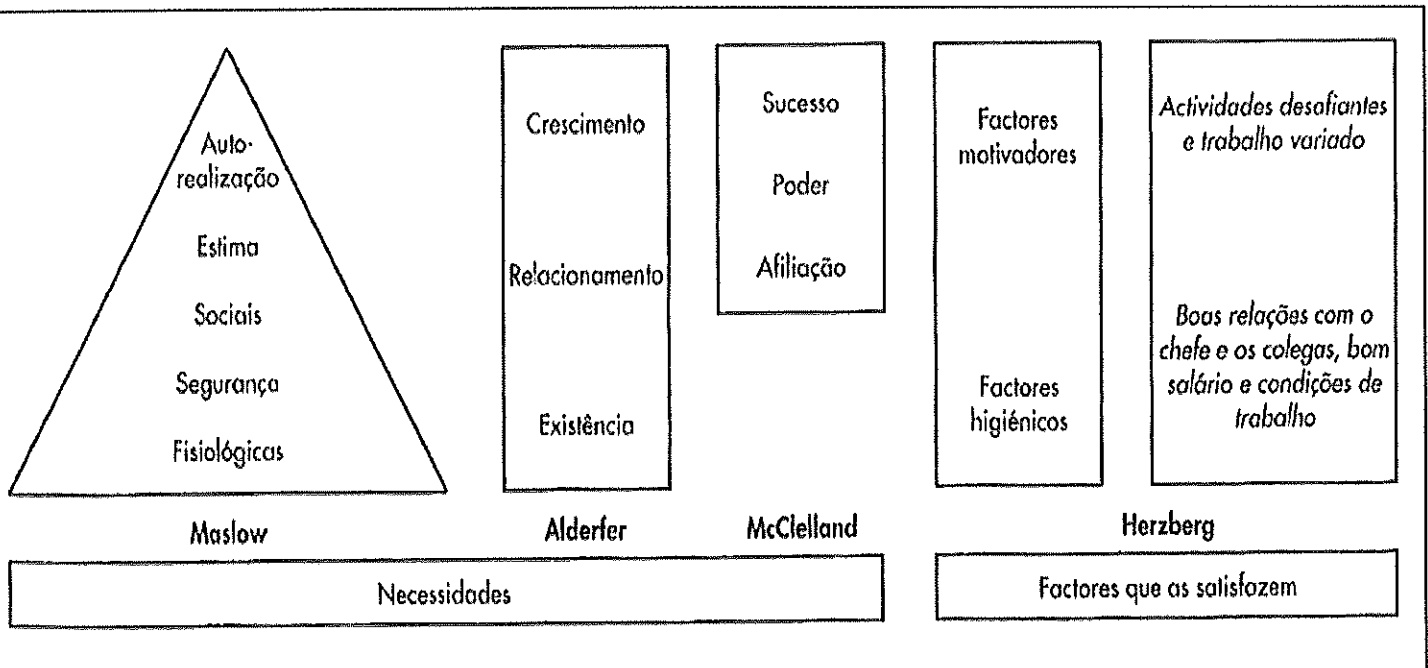 Auto-
realização
Estima
Sociais
Segurança
Fisiológicas
Maslow
Crescimento
Relacionamento
Existência
Alderfer
Sucesso
Poder
Afiliação
McClelland
Necessidades
Factores
motivadores
Factores
higiénicos
Actividades desafiantes
e trabalho variado
Boas relações com o
chefe e os colegas, bom
salário e condições de
trabalho
Herzberg
Factores que as satisfazem